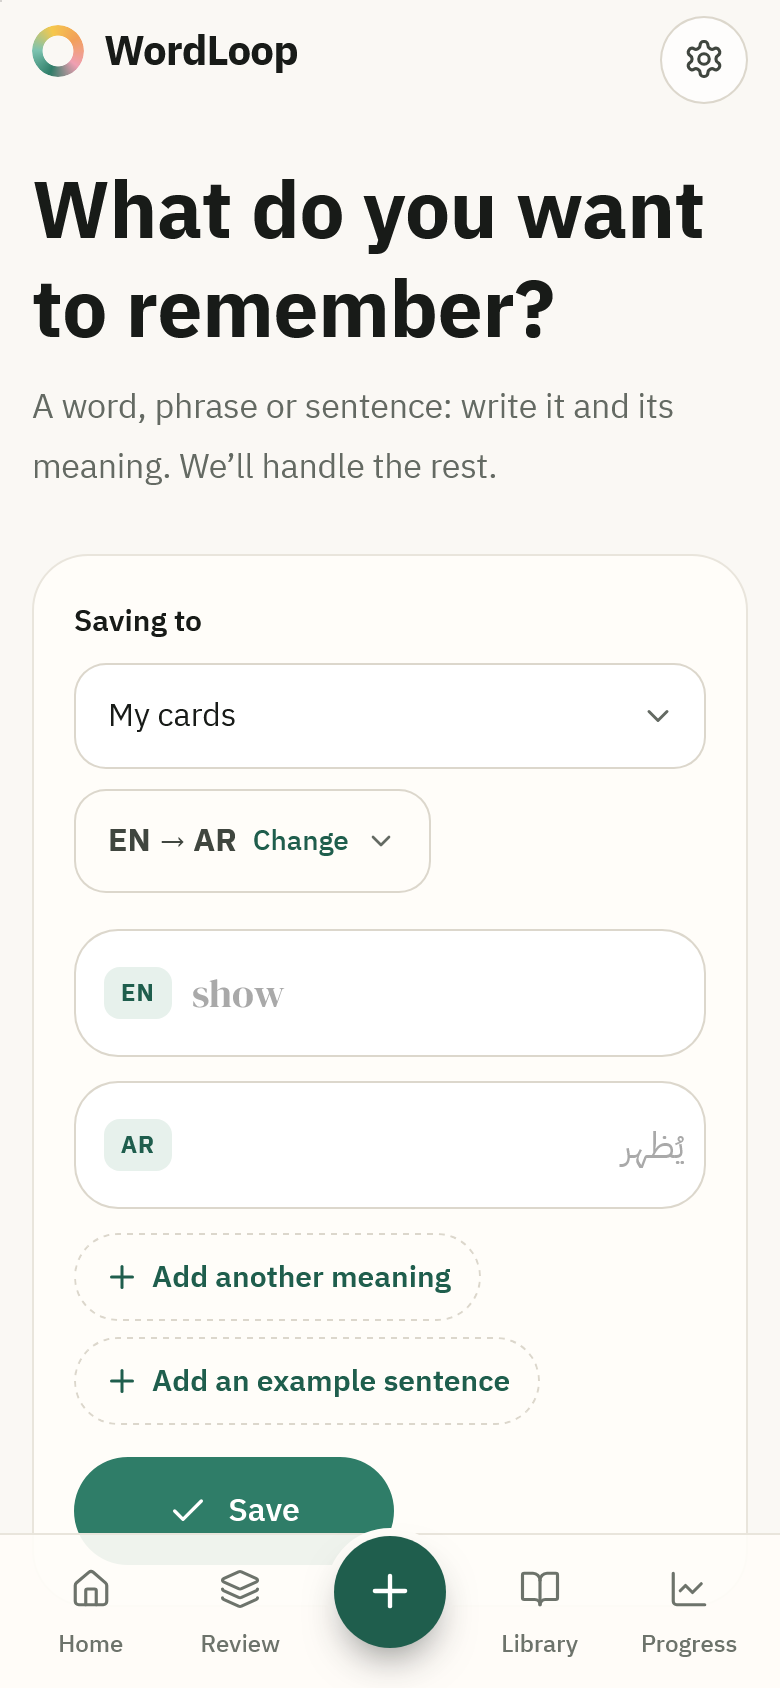 WordLoop
What do you want
to remember?
A word, phrase or sentence: write it and its
meaning. We’ll handle the rest.
Saving to
My cards
EN → AR Change
EN show
AR يُظهر
Add another meaning
Add an example sentence
Save
Home Review Library Progress